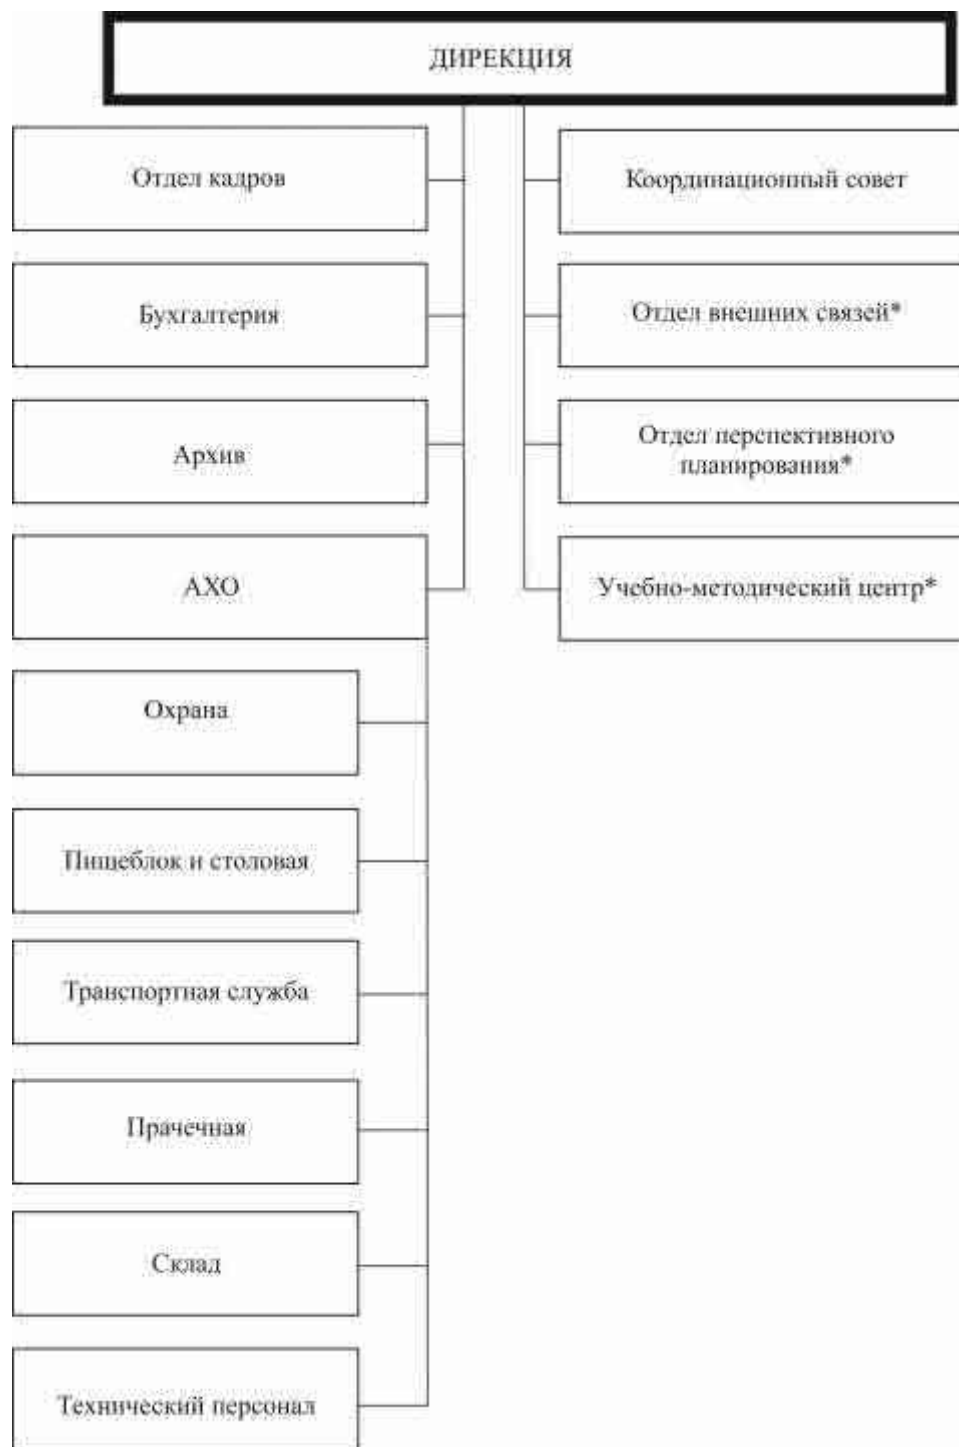 ДИРЕКЦИЯ
Отдел кадров
Координационный совет
Бухгалтерия
Отдел внешних связей*
Архив
Отдел перспективного
планирования*
АХО
Учебно-методический центр*
Охрана
Пищеблок и столовая
Транспортная служба
Прачечная
Склад
Технический персонал